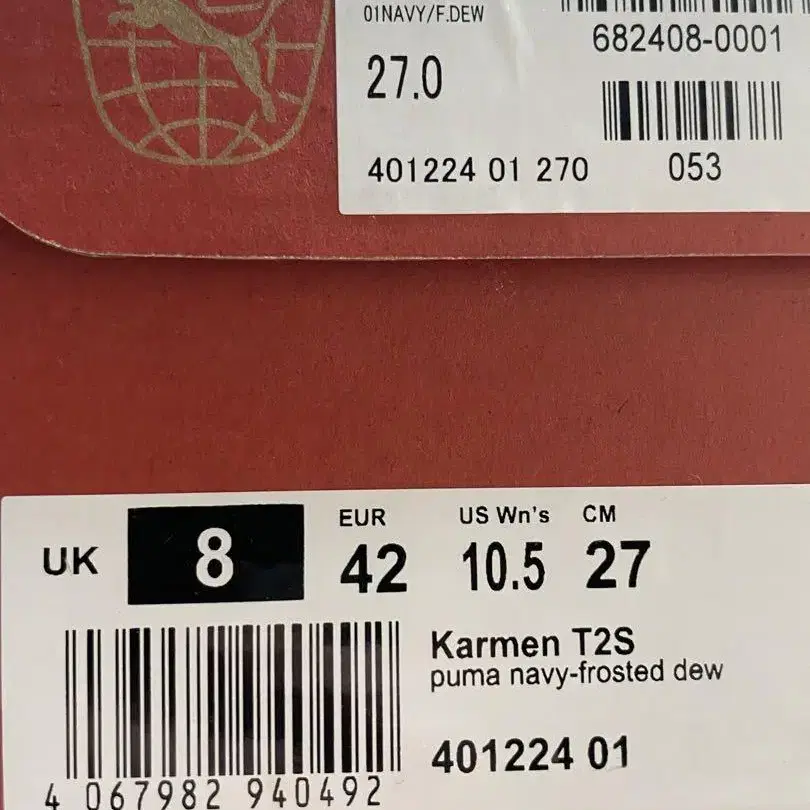 01NAVY/F.DEW
682408-0001
27.0
401224 01 270
053
UK 8
EUR 42
US Wn's 10.5
CM 27
Karmen T2S
puma navy-frosted dew
401224 01
4 067982 940492